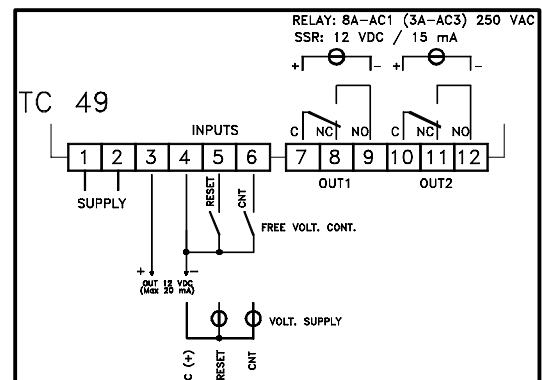 RELAY: 8A-AC1 (3A-AC3) 250 VAC
SSR: 12 VDC / 15 mA
+ - + -
TC 49
INPUTS
C NC NO C NC NO
1 2 3 4 5 6 7 8 9 10 11 12
SUPPLY
OUT1 OUT2
RESET
CNT
FREE VOLT. CONT.
+ -
OUT 12 VDC
(Max 20 mA)
VOLT. SUPPLY
C (+)
RESET
CNT